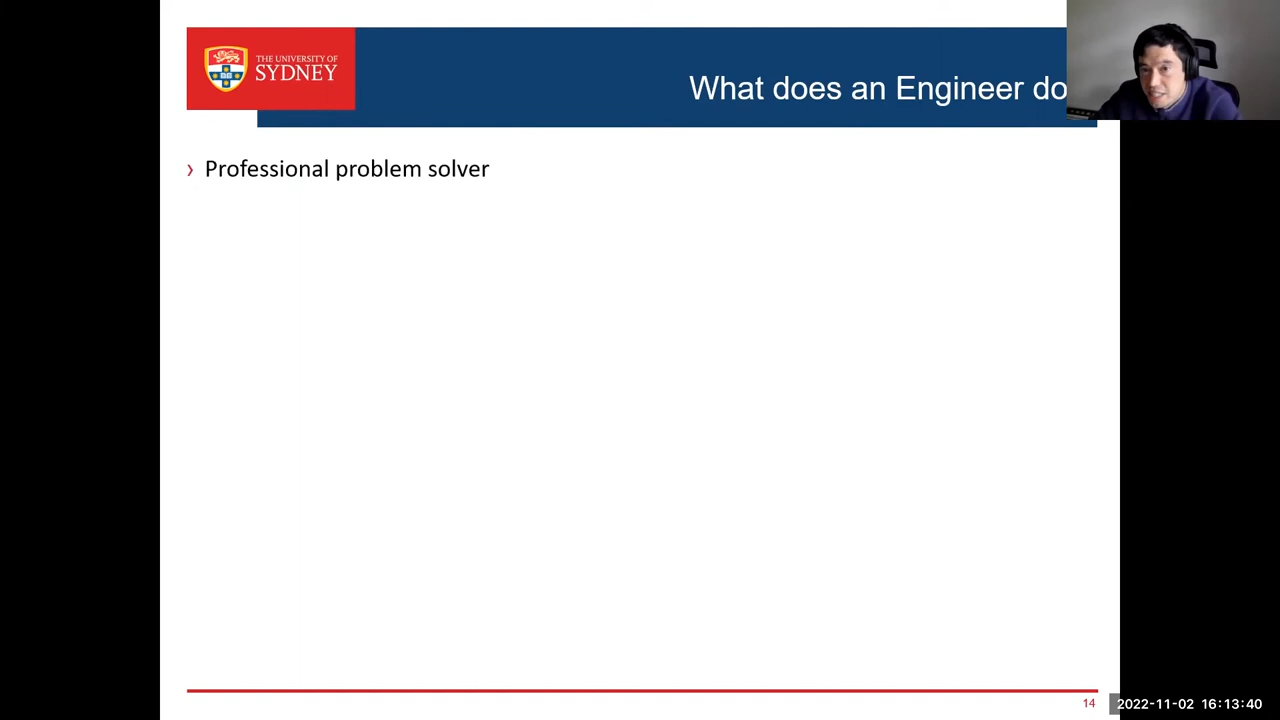 THE UNIVERSITY OF
SYDNEY
What does an Engineer do
› Professional problem solver
14
2022-11-02 16:13:40